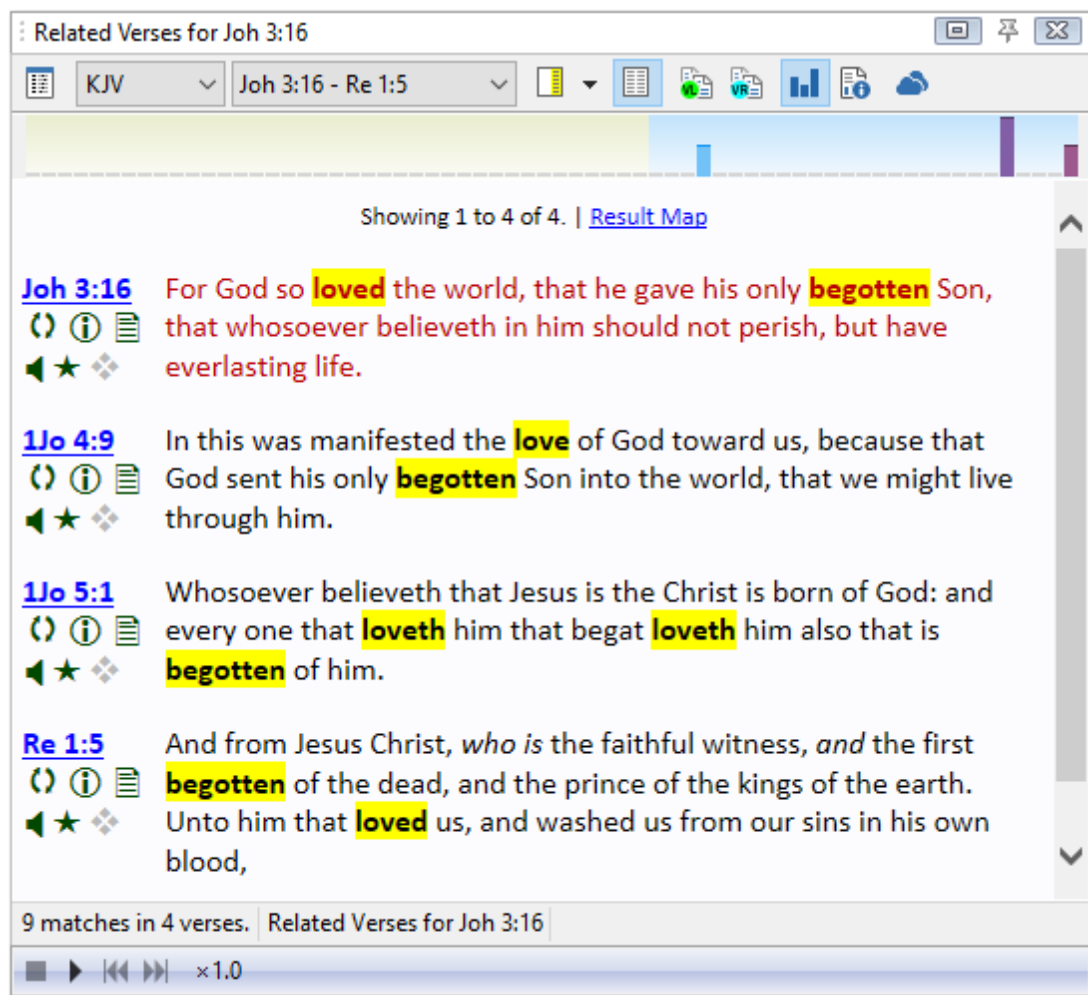 Related Verses for Joh 3:16
KJV Joh 3:16 - Re 1:5 VL VR
Showing 1 to 4 of 4. | Result Map
Joh 3:16 For God so loved the world, that he gave his only begotten Son,
that whosoever believeth in him should not perish, but have
everlasting life.
1Jo 4:9 In this was manifested the love of God toward us, because that
God sent his only begotten Son into the world, that we might live
through him.
1Jo 5:1 Whosoever believeth that Jesus is the Christ is born of God: and
every one that loveth him that begat loveth him also that is
begotten of him.
Re 1:5 And from Jesus Christ, who is the faithful witness, and the first
begotten of the dead, and the prince of the kings of the earth.
Unto him that loved us, and washed us from our sins in his own
blood,
9 matches in 4 verses. Related Verses for Joh 3:16
×1.0